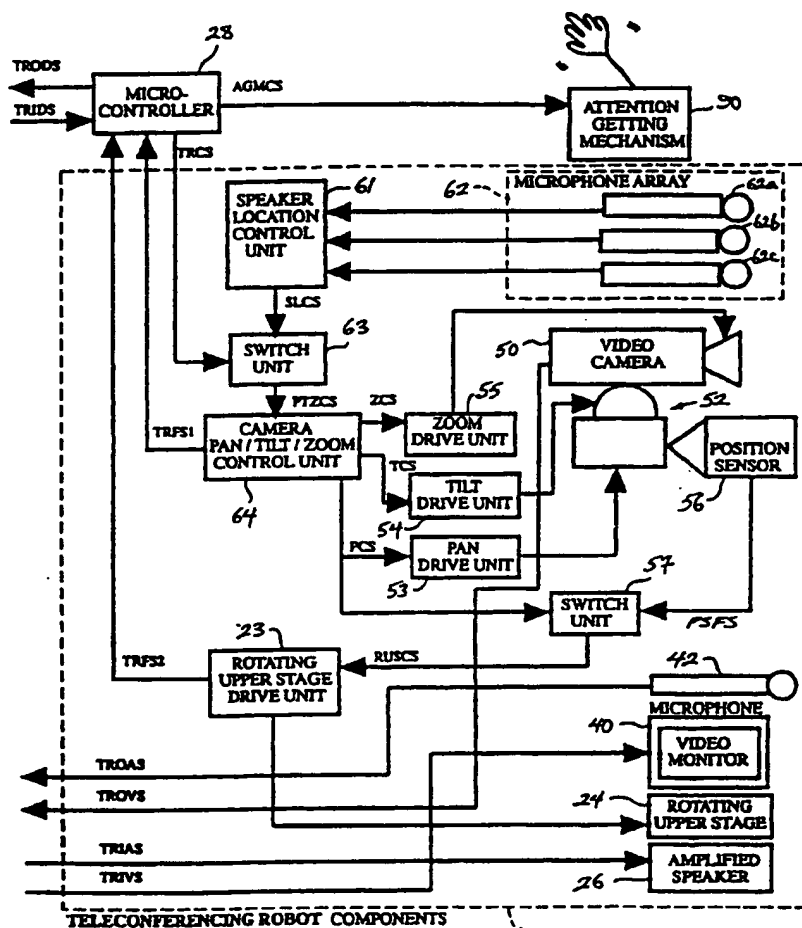 28
TRODS
MICRO-
CONTROLLER
AGMCS
TRIDS
ATTENTION
GETTING
MECHANISM
90
TRCS
61
62
MICROPHONE ARRAY
SPEAKER
LOCATION
CONTROL
UNIT
62a
62b
62c
SLCS
63
SWITCH
UNIT
50
VIDEO
CAMERA
PTZCS
ZCS
55
52
TRFS1
CAMERA
PAN / TILT / ZOOM
CONTROL UNIT
ZOOM
DRIVE UNIT
POSITION
SENSOR
64
TCS
TILT
DRIVE UNIT
54
56
PCS
PAN
DRIVE UNIT
53
57
SWITCH
UNIT
PSFS
23
TRFS2
ROTATING
UPPER STAGE
DRIVE UNIT
RUSCS
42
MICROPHONE
40
VIDEO
MONITOR
TROAS
TROVS
24
ROTATING
UPPER STAGE
TRIAS
AMPLIFIED
SPEAKER
26
TRIVS
TELECONFERENCING ROBOT COMPONENTS